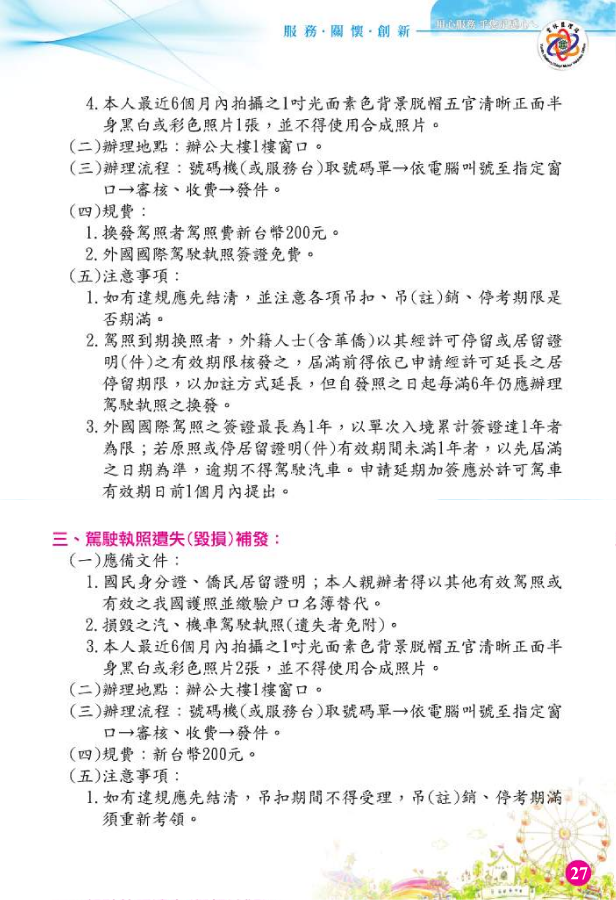 服務‧關懷‧創新
4.本人最近6個月內拍攝之1吋光面素色背景脫帽五官清晰正面半
身黑白或彩色照片1張，並不得使用合成照片。
(二)辦理地點：辦公大樓1樓窗口。
(三)辦理流程：號碼機(或服務台)取號碼單→依電腦叫號至指定窗
口→審核、收費→發件。
(四)規費：
1.換發駕照者駕照費新台幣200元。
2.外國國際駕駛執照簽證免費。
(五)注意事項：
1.如有違規應先結清，並注意各項吊扣、吊(註)銷、停考期限是
否期滿。
2.駕照到期換照者，外籍人士(含華僑)以其經許可停留或居留證
明(件)之有效期限核發之，屆滿前得依已申請經許可延長之居
停留期限，以加註方式延長，但自發照之日起每滿6年仍應辦理
駕駛執照之換發。
3.外國國際駕照之簽證最長為1年，以單次入境累計簽證達1年者
為限；若原照或停居留證明(件)有效期間未滿1年者，以先屆滿
之日期為準，逾期不得駕駛汽車。申請延期加簽應於許可駕車
有效期日前1個月內提出。
三、駕駛執照遺失(毀損)補發：
(一)應備文件：
1.國民身分證、僑民居留證明；本人親辦者得以其他有效駕照或
有效之我國護照並繳驗戶口名簿替代。
2.損毀之汽、機車駕駛執照(遺失者免附)。
3.本人最近6個月內拍攝之1吋光面素色背景脫帽五官清晰正面半
身黑白或彩色照片2張，並不得使用合成照片。
(二)辦理地點：辦公大樓1樓窗口。
(三)辦理流程：號碼機(或服務台)取號碼單→依電腦叫號至指定窗
口→審核、收費→發件。
(四)規費：新台幣200元。
(五)注意事項：
1.如有違規應先結清，吊扣期間不得受理，吊(註)銷、停考期滿
須重新考領。
27